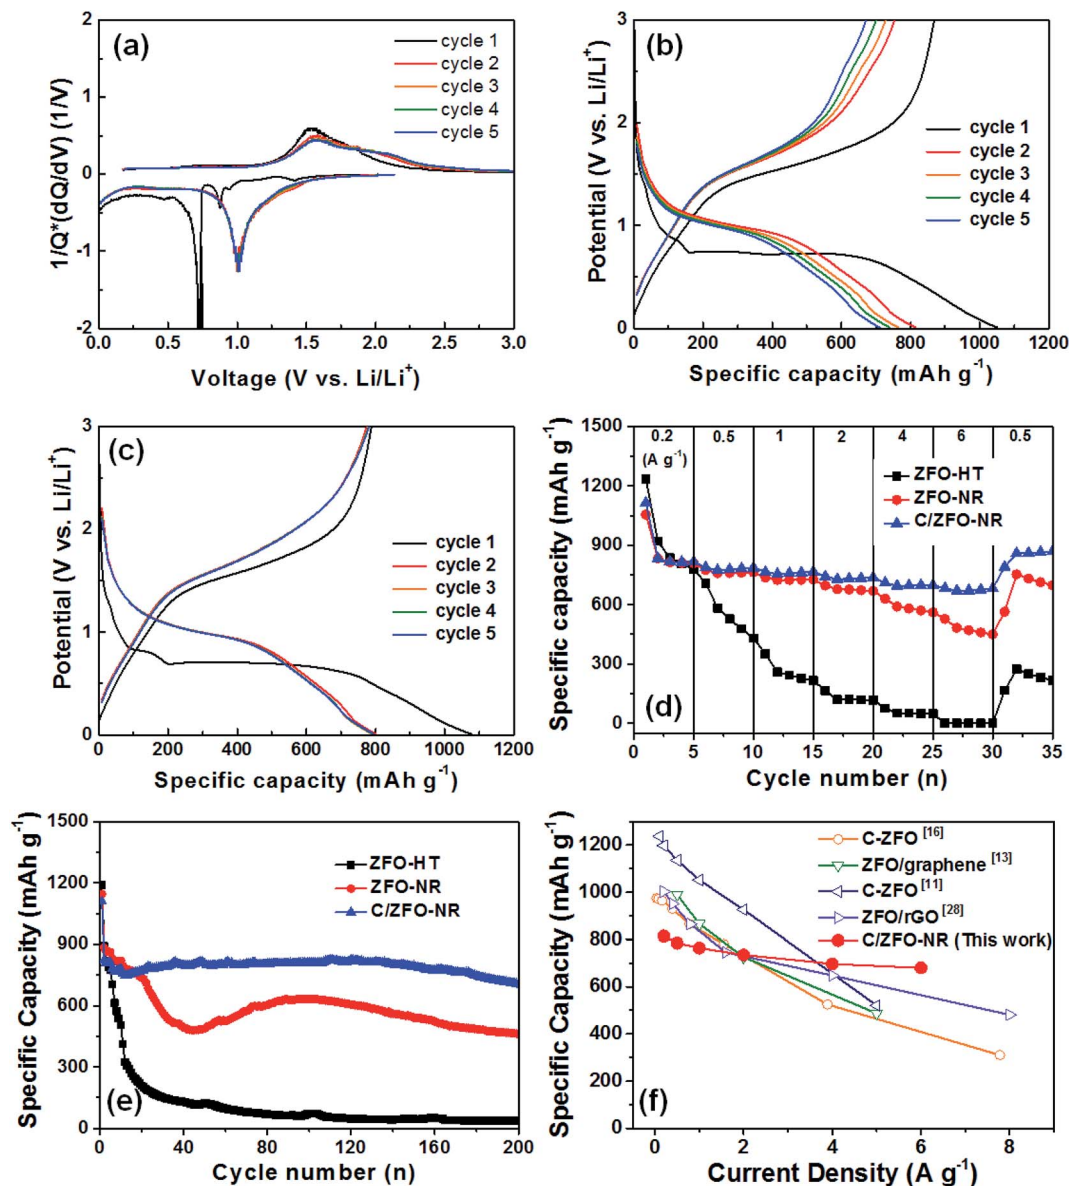 (a)
1/Q*(dQ/dV) (1/V)
2
1
0
-1
-2
cycle 1
cycle 2
cycle 3
cycle 4
cycle 5
0.0 0.5 1.0 1.5 2.0 2.5 3.0
Voltage (V vs. Li/Li⁺)
(b)
Potential (V vs. Li/Li⁺)
3
2
1
0
cycle 1
cycle 2
cycle 3
cycle 4
cycle 5
0 200 400 600 800 1000 1200
Specific capacity (mAh g⁻¹)
(c)
Potential (V vs. Li/Li⁺)
3
2
1
0
cycle 1
cycle 2
cycle 3
cycle 4
cycle 5
0 200 400 600 800 1000 1200
Specific capacity (mAh g⁻¹)
Specific capacity (mAh g⁻¹)
1500
1200
900
600
300
0
0.2 0.5 1 2 4 6 0.5
(A g⁻¹)
ZFO-HT
ZFO-NR
C/ZFO-NR
(d)
0 5 10 15 20 25 30 35
Cycle number (n)
Specific Capacity (mAh g⁻¹)
1500
1200
900
600
300
0
ZFO-HT
ZFO-NR
C/ZFO-NR
(e)
0 40 80 120 160 200
Cycle number (n)
Specific Capacity (mAh g⁻¹)
1200
1000
800
600
400
200
0
C-ZFO [16]
ZFO/graphene [13]
C-ZFO [11]
ZFO/rGO [28]
C/ZFO-NR (This work)
(f)
0 2 4 6 8
Current Density (A g⁻¹)